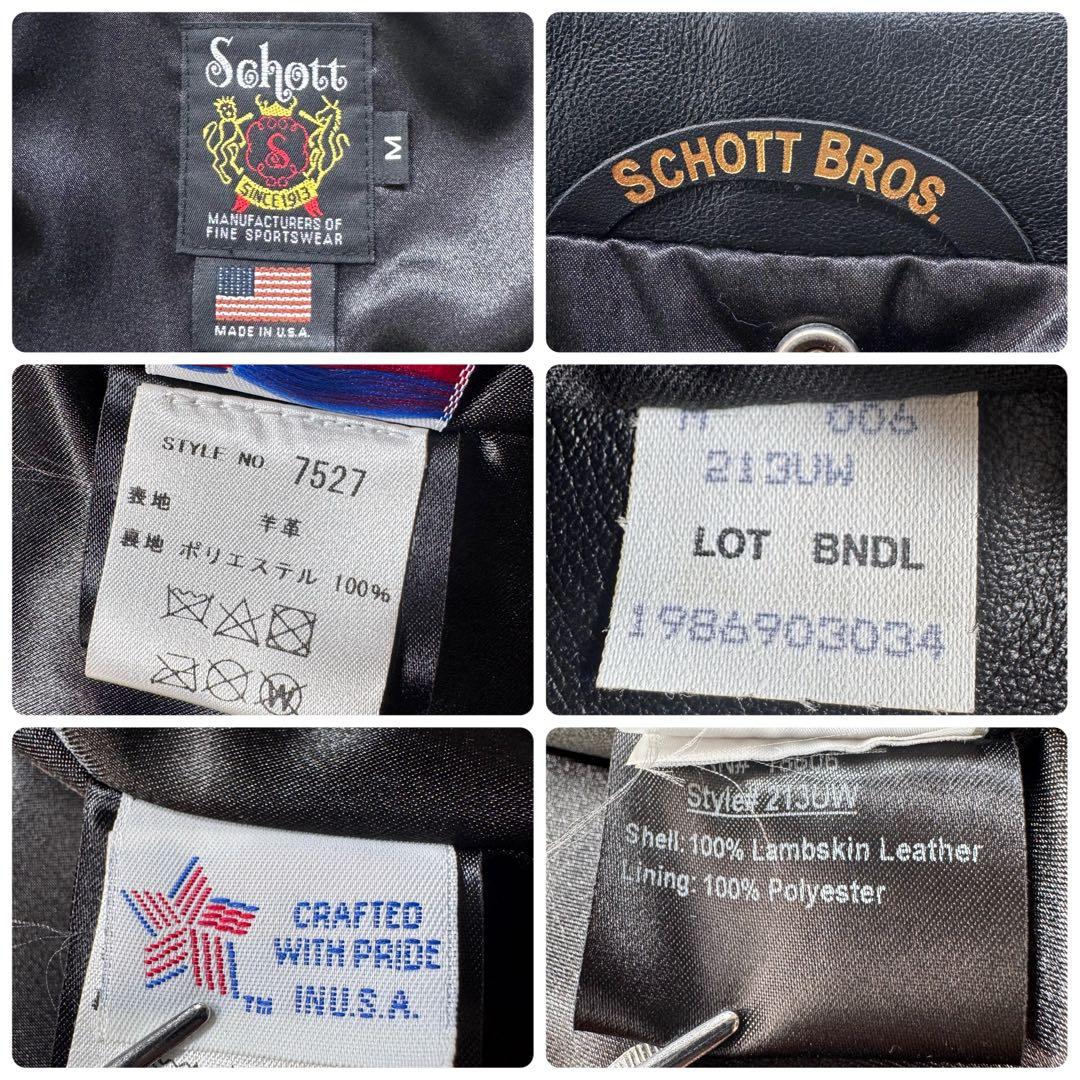 Schott
S
SINCE 1913
MANUFACTURERS OF
FINE SPORTSWEAR
M
MADE IN U.S.A.
SCHOTT BROS.
STYLE NO 7527
表地 羊革
裏地 ポリエステル 100%
W
M 006
213UW
LOT BNDL
1986903034
CRAFTED
WITH PRIDE
TM IN U.S.A.
Style# 213UW
Shell 100% Lambskin Leather
Lining: 100% Polyester